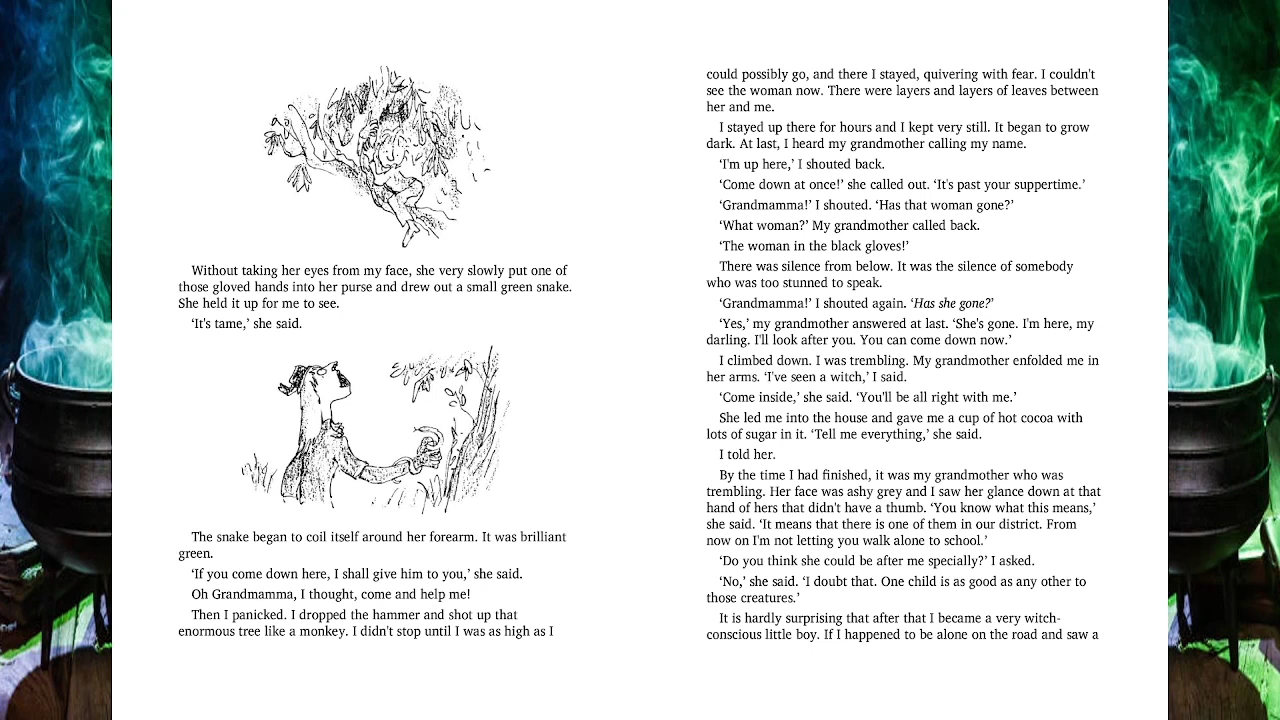 Without taking her eyes from my face, she very slowly put one of
those gloved hands into her purse and drew out a small green snake.
She held it up for me to see.
‘It's tame,’ she said.
The snake began to coil itself around her forearm. It was brilliant
green.
‘If you come down here, I shall give him to you,’ she said.
Oh Grandmamma, I thought, come and help me!
Then I panicked. I dropped the hammer and shot up that
enormous tree like a monkey. I didn't stop until I was as high as I
could possibly go, and there I stayed, quivering with fear. I couldn't
see the woman now. There were layers and layers of leaves between
her and me.
I stayed up there for hours and I kept very still. It began to grow
dark. At last, I heard my grandmother calling my name.
‘I'm up here,’ I shouted back.
‘Come down at once!’ she called out. ‘It's past your suppertime.’
‘Grandmamma!’ I shouted. ‘Has that woman gone?’
‘What woman?’ My grandmother called back.
‘The woman in the black gloves!’
There was silence from below. It was the silence of somebody
who was too stunned to speak.
‘Grandmamma!’ I shouted again. ‘Has she gone?’
‘Yes,’ my grandmother answered at last. ‘She's gone. I'm here, my
darling. I'll look after you. You can come down now.’
I climbed down. I was trembling. My grandmother enfolded me in
her arms. ‘I've seen a witch,’ I said.
‘Come inside,’ she said. ‘You'll be all right with me.’
She led me into the house and gave me a cup of hot cocoa with
lots of sugar in it. ‘Tell me everything,’ she said.
I told her.
By the time I had finished, it was my grandmother who was
trembling. Her face was ashy grey and I saw her glance down at that
hand of hers that didn't have a thumb. ‘You know what this means,’
she said. ‘It means that there is one of them in our district. From
now on I'm not letting you walk alone to school.’
‘Do you think she could be after me specially?’ I asked.
‘No,’ she said. ‘I doubt that. One child is as good as any other to
those creatures.’
It is hardly surprising that after that I became a very witch-
conscious little boy. If I happened to be alone on the road and saw a